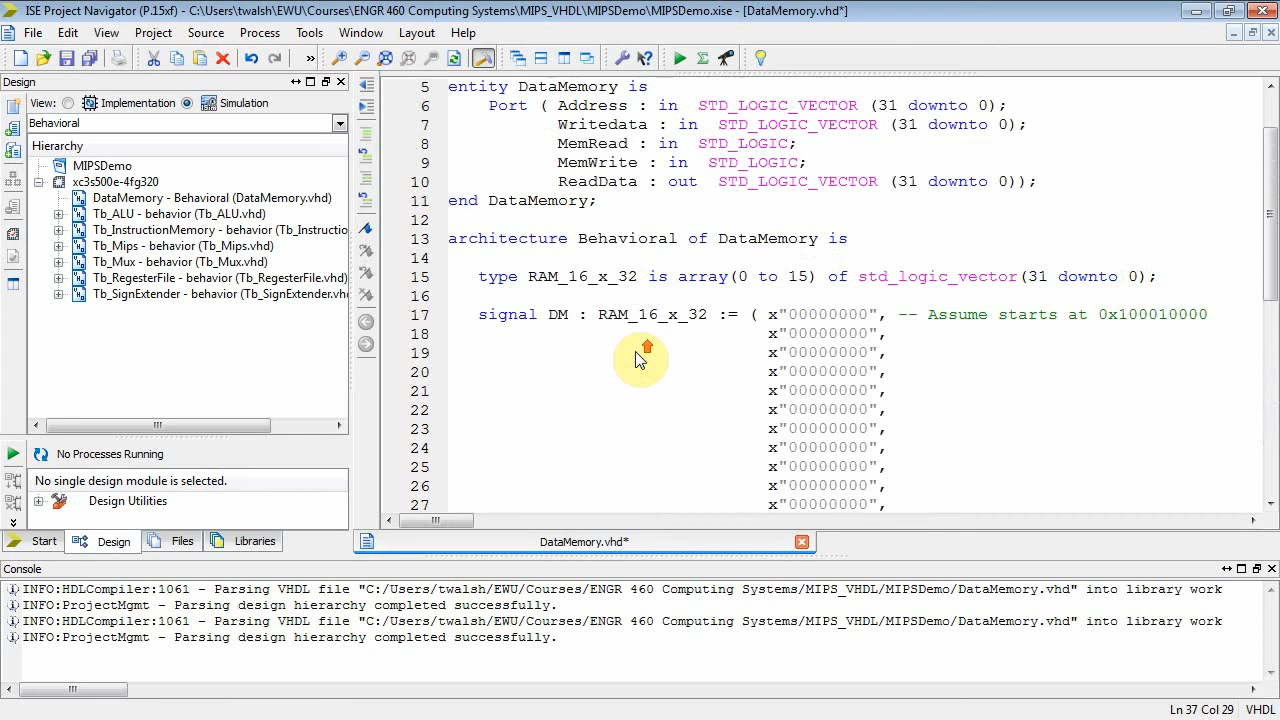 ISE Project Navigator (P.15xf) - C:\Users\twalsh\EWU\Courses\ENGR 460 Computing Systems\MIPS_VHDL\MIPSDemo\MIPSDemo.xise - [DataMemory.vhd*]
File Edit View Project Source Process Tools Window Layout Help
Design
View: Implementation Simulation
Behavioral
Hierarchy
MIPSDemo
xc3s500e-4fg320
DataMemory - Behavioral (DataMemory.vhd)
Tb_ALU - behavior (Tb_ALU.vhd)
Tb_InstructionMemory - behavior (Tb_Instructio
Tb_Mips - behavior (Tb_Mips.vhd)
Tb_Mux - behavior (Tb_Mux.vhd)
Tb_RegesterFile - behavior (Tb_RegesterFile.vhd)
Tb_SignExtender - behavior (Tb_SignExtender.vhd
No Processes Running
No single design module is selected.
Design Utilities
Start Design Files Libraries
5 entity DataMemory is
6 Port ( Address : in STD_LOGIC_VECTOR (31 downto 0);
7 Writedata : in STD_LOGIC_VECTOR (31 downto 0);
8 MemRead : in STD_LOGIC;
9 MemWrite : in STD_LOGIC;
10 ReadData : out STD_LOGIC_VECTOR (31 downto 0));
11 end DataMemory;
12
13 architecture Behavioral of DataMemory is
14
15 type RAM_16_x_32 is array(0 to 15) of std_logic_vector(31 downto 0);
16
17 signal DM : RAM_16_x_32 := ( x"00000000", -- Assume starts at 0x100010000
18 x"00000000",
19 x"00000000",
20 x"00000000",
21 x"00000000",
22 x"00000000",
23 x"00000000",
24 x"00000000",
25 x"00000000",
26 x"00000000",
27 x"00000000",
DataMemory.vhd*
Console
INFO:HDLCompiler:1061 - Parsing VHDL file "C:/Users/twalsh/EWU/Courses/ENGR 460 Computing Systems/MIPS_VHDL/MIPSDemo/DataMemory.vhd" into library work
INFO:ProjectMgmt - Parsing design hierarchy completed successfully.
INFO:HDLCompiler:1061 - Parsing VHDL file "C:/Users/twalsh/EWU/Courses/ENGR 460 Computing Systems/MIPS_VHDL/MIPSDemo/DataMemory.vhd" into library work
INFO:ProjectMgmt - Parsing design hierarchy completed successfully.
Ln 37 Col 29 VHDL